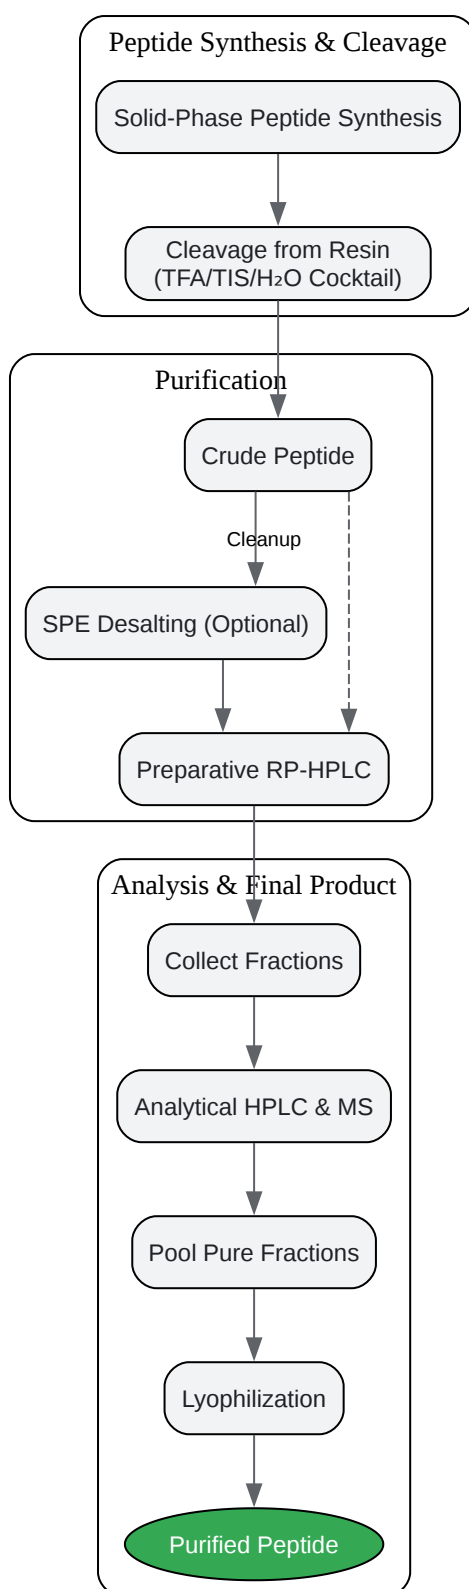 Peptide Synthesis & Cleavage
Solid-Phase Peptide Synthesis
Cleavage from Resin
(TFA/TIS/H₂O Cocktail)
Purification
Crude Peptide
Cleanup
SPE Desalting (Optional)
Preparative RP-HPLC
Analysis & Final Product
Collect Fractions
Analytical HPLC & MS
Pool Pure Fractions
Lyophilization
Purified Peptide